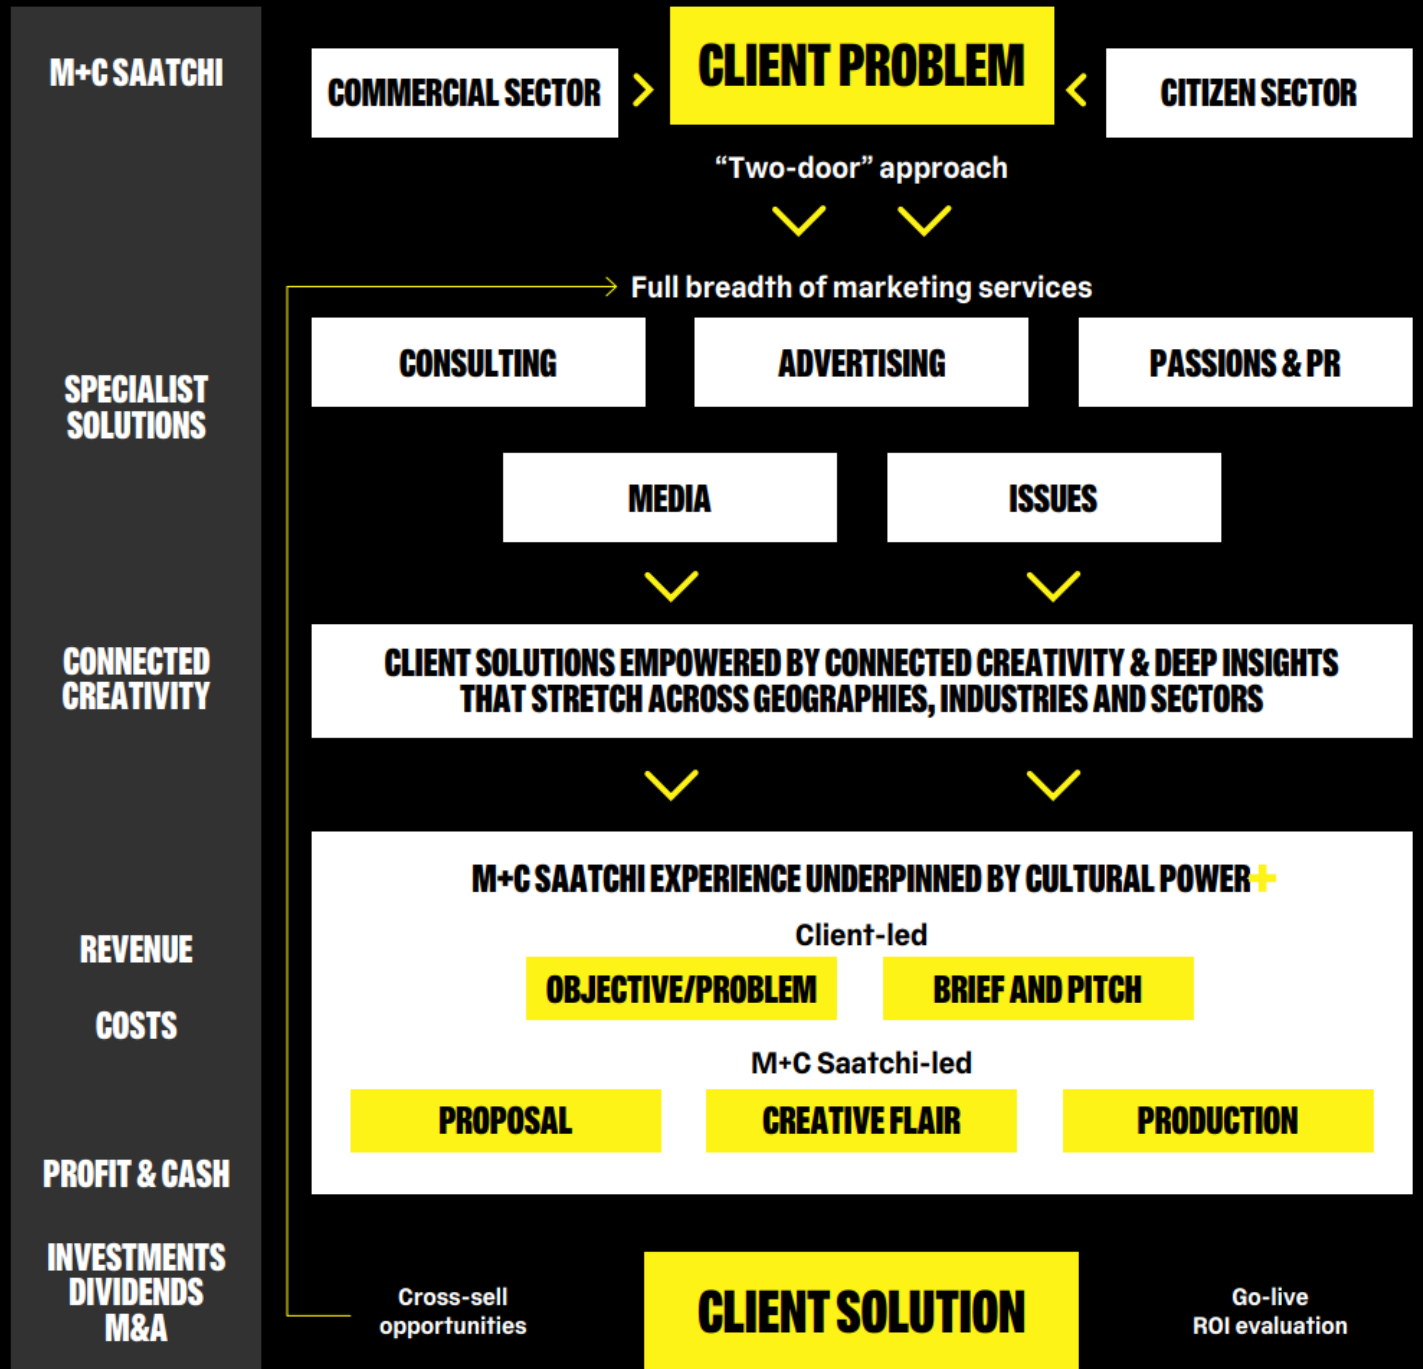 M+C SAATCHI
COMMERCIAL SECTOR
CLIENT PROBLEM
CITIZEN SECTOR
“Two-door” approach
Full breadth of marketing services
SPECIALIST
SOLUTIONS
CONSULTING
ADVERTISING
PASSIONS & PR
MEDIA
ISSUES
CONNECTED
CREATIVITY
CLIENT SOLUTIONS EMPOWERED BY CONNECTED CREATIVITY & DEEP INSIGHTS
THAT STRETCH ACROSS GEOGRAPHIES, INDUSTRIES AND SECTORS
M+C SAATCHI EXPERIENCE UNDERPINNED BY CULTURAL POWER+
REVENUE
COSTS
Client-led
OBJECTIVE/PROBLEM
BRIEF AND PITCH
M+C Saatchi-led
PROPOSAL
CREATIVE FLAIR
PRODUCTION
PROFIT & CASH
INVESTMENTS
DIVIDENDS
M&A
Cross-sell
opportunities
CLIENT SOLUTION
Go-live
ROI evaluation